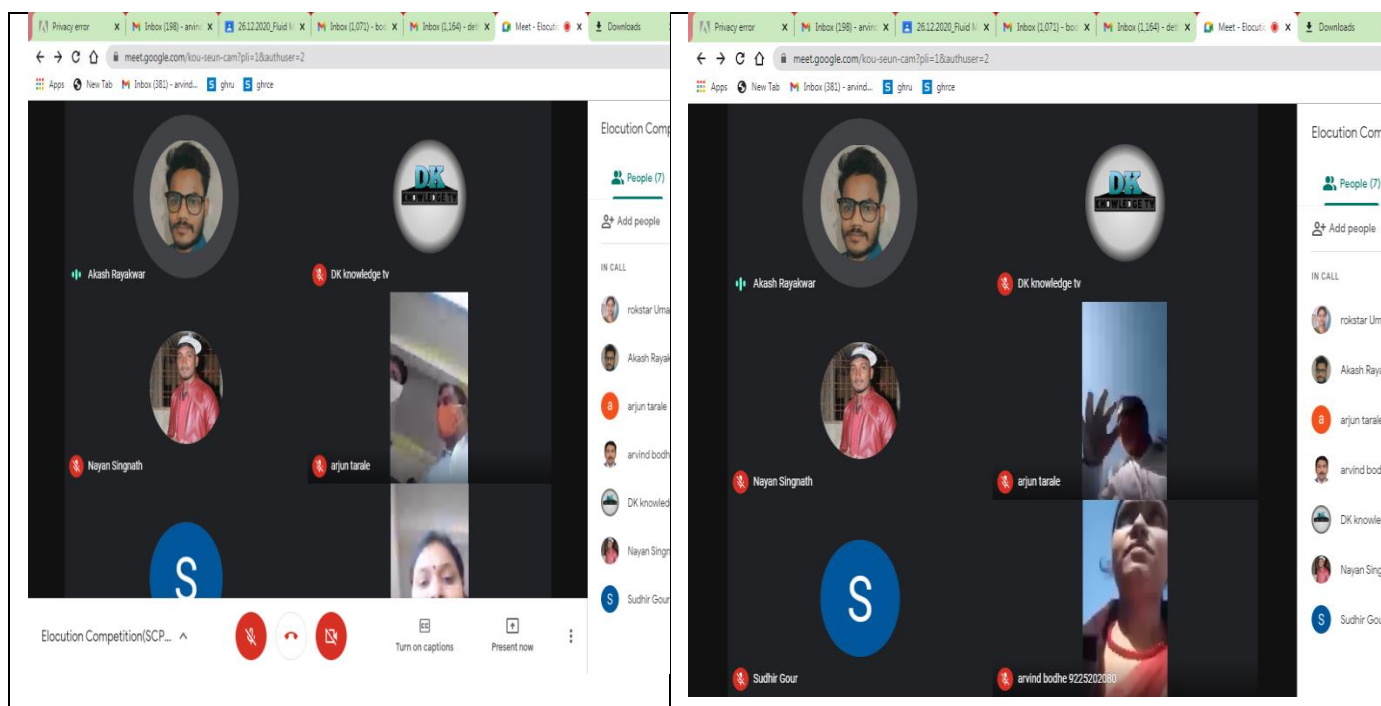 Privacy error
Inbox (198) - arvind
26.12.2020_Fluid M
Inbox (1,071) - bod
Inbox (1,164) - det
Meet - Elocutic
Downloads
meet.google.com/kou-seun-cam?pli=1&authuser=2
Apps New Tab Inbox (381) - arvind... ghru ghrce
Elocution Comp
People (7)
Add people
IN CALL
rokstar Uma
Akash Rayak
arjun tarale
arvind bodh
DK knowled
Nayan Singn
S Sudhir Gour
DK
KNOWLEDGE TV
Akash Rayakwar
DK knowledge tv
Nayan Singnath
arjun tarale
S
Elocution Competition(SCP...
Turn on captions
Present now
Privacy error
Inbox (198) - arvind
26.12.2020_Fluid M
Inbox (1,071) - bod
Inbox (1,164) - det
Meet - Elocutic
Downloads
meet.google.com/kou-seun-cam?pli=1&authuser=2
Apps New Tab Inbox (381) - arvind... ghru ghrce
Elocution Com
People (7)
Add people
IN CALL
rokstar Um
Akash Raya
a arjun tarale
arvind bod
DK knowle
Nayan Sing
S Sudhir Gou
DK
KNOWLEDGE TV
Akash Rayakwar
DK knowledge tv
Nayan Singnath
arjun tarale
S
Sudhir Gour
arvind bodhe 9225202080